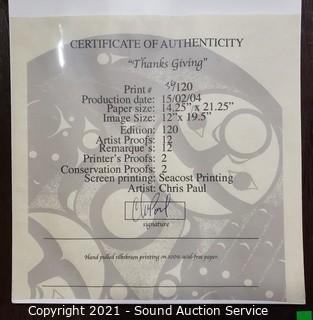 CERTIFICATE OF AUTHENTICITY
"Thanks Giving"
Print # 34/120
Production date: 15/02/04
Paper size: 14.25" x 21.25"
Image Size: 12" x 19.5"
Edition: 120
Artist Proofs: 12
Remarque's: 12
Printer's Proofs: 2
Conservation Proofs: 2
Screen printing: Seacost Printing
Artist: Chris Paul
signature
Hand pulled silkscreen printing on 100% acid-free paper.
Copyright 2021 - Sound Auction Service